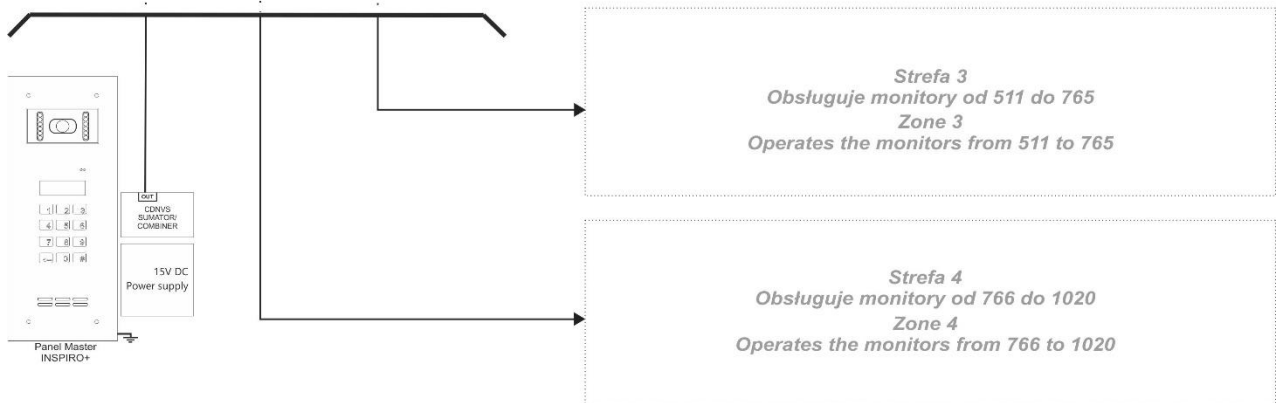 Strefa 3
Obsługuje monitory od 511 do 765
Zone 3
Operates the monitors from 511 to 765
OUT
CDNVS
SUMATOR/
COMBINER
1 2 3
4 5 6
7 8 9
0 #
15V DC
Power supply
Panel Master
INSPIRO+
Strefa 4
Obsługuje monitory od 766 do 1020
Zone 4
Operates the monitors from 766 to 1020